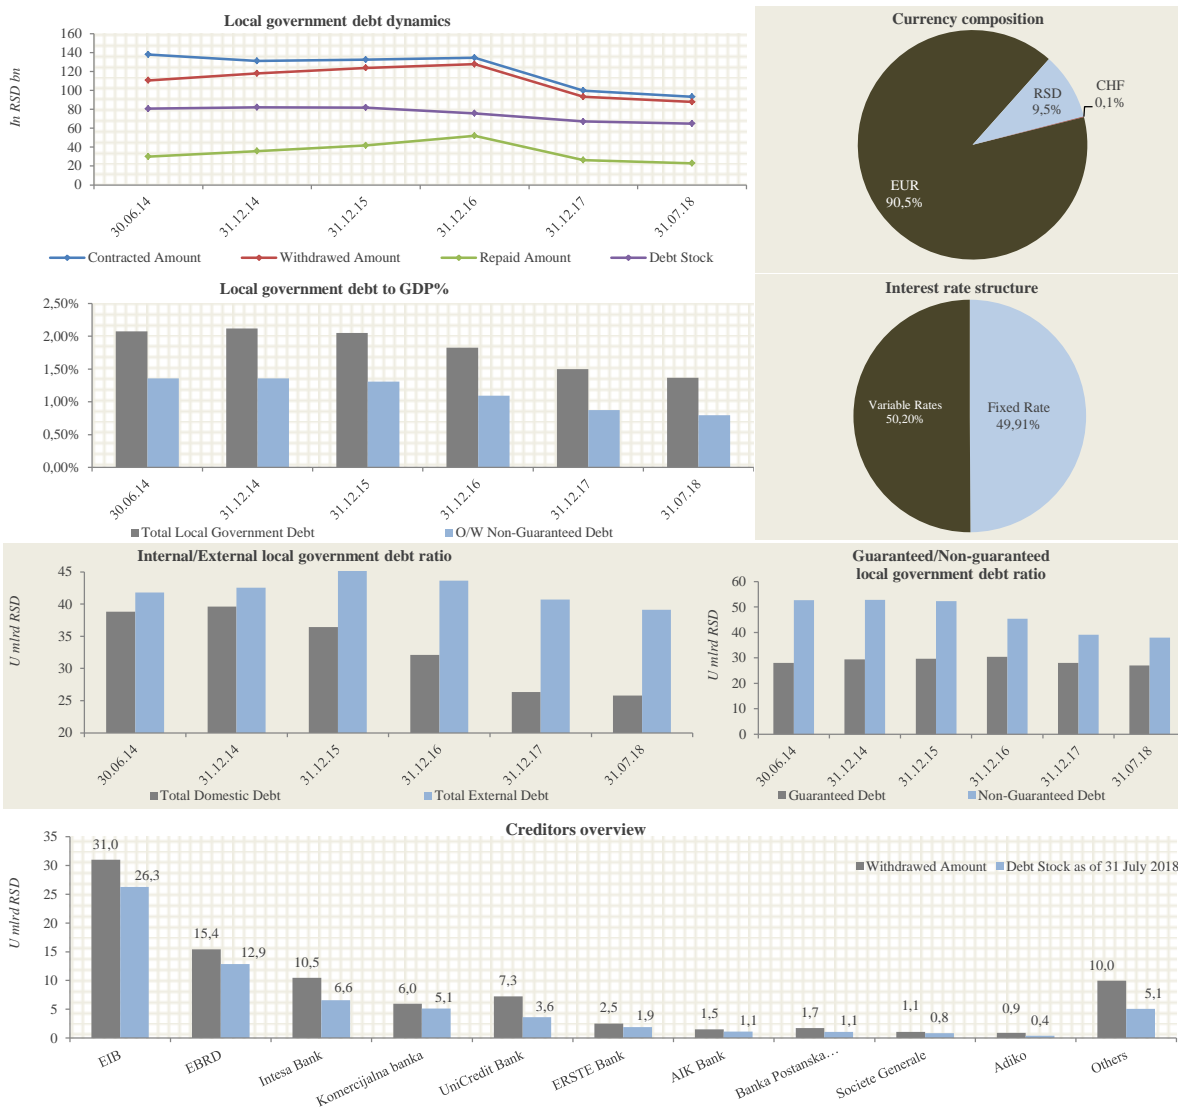 Local government debt dynamics
In RSD bn
160
140
120
100
80
60
40
20
0
30.06.14
31.12.14
31.12.15
31.12.16
31.12.17
31.07.18
Contracted Amount
Withdrawed Amount
Repaid Amount
Debt Stock
Currency composition
RSD
9,5%
CHF
0,1%
EUR
90,5%
Local government debt to GDP%
2,50%
2,00%
1,50%
1,00%
0,50%
0,00%
30.06.14
31.12.14
31.12.15
31.12.16
31.12.17
31.07.18
Total Local Government Debt
O/W Non-Guaranteed Debt
Interest rate structure
Variable Rates
50,20%
Fixed Rate
49,91%
Internal/External local government debt ratio
U mlrd RSD
45
40
35
30
25
20
30.06.14
31.12.14
31.12.15
31.12.16
31.12.17
31.07.18
Total Domestic Debt
Total External Debt
Guaranteed/Non-guaranteed
local government debt ratio
U mlrd RSD
60
50
40
30
20
10
0
30.06.14
31.12.14
31.12.15
31.12.16
31.12.17
31.07.18
Guaranteed Debt
Non-Guaranteed Debt
Creditors overview
Withdrawed Amount
Debt Stock as of 31 July 2018
U mlrd RSD
35
30
25
20
15
10
5
0
31,0
26,3
15,4
12,9
10,5
6,6
6,0
5,1
7,3
3,6
2,5
1,9
1,5
1,1
1,7
1,1
1,1
0,8
0,9
0,4
10,0
5,1
EIB
EBRD
Intesa Bank
Komercijalna banka
UniCredit Bank
ERSTE Bank
AIK Bank
Banka Postanska…
Societe Generale
Adiko
Others